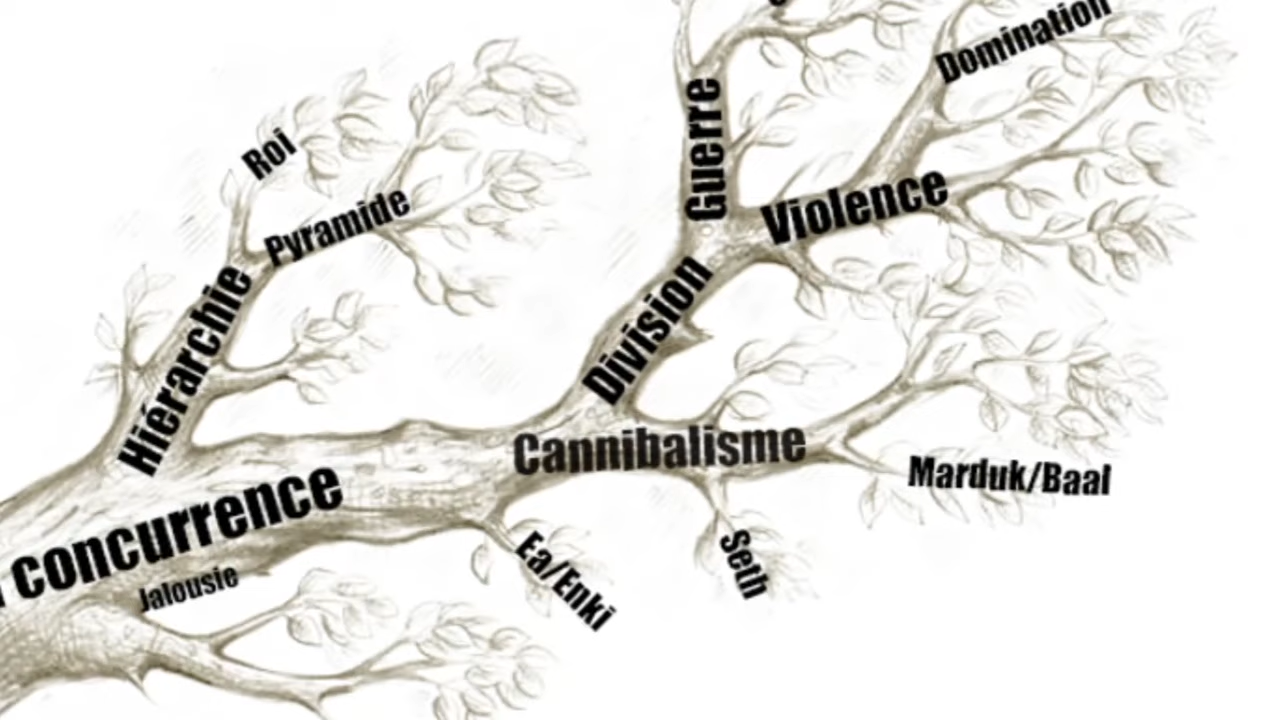 Domination
Guerre
Roi
Violence
Pyramide
Hiérarchie
Division
Cannibalisme
Marduk/Baal
concurrence
Seth
Ea/Enki
Jalousie